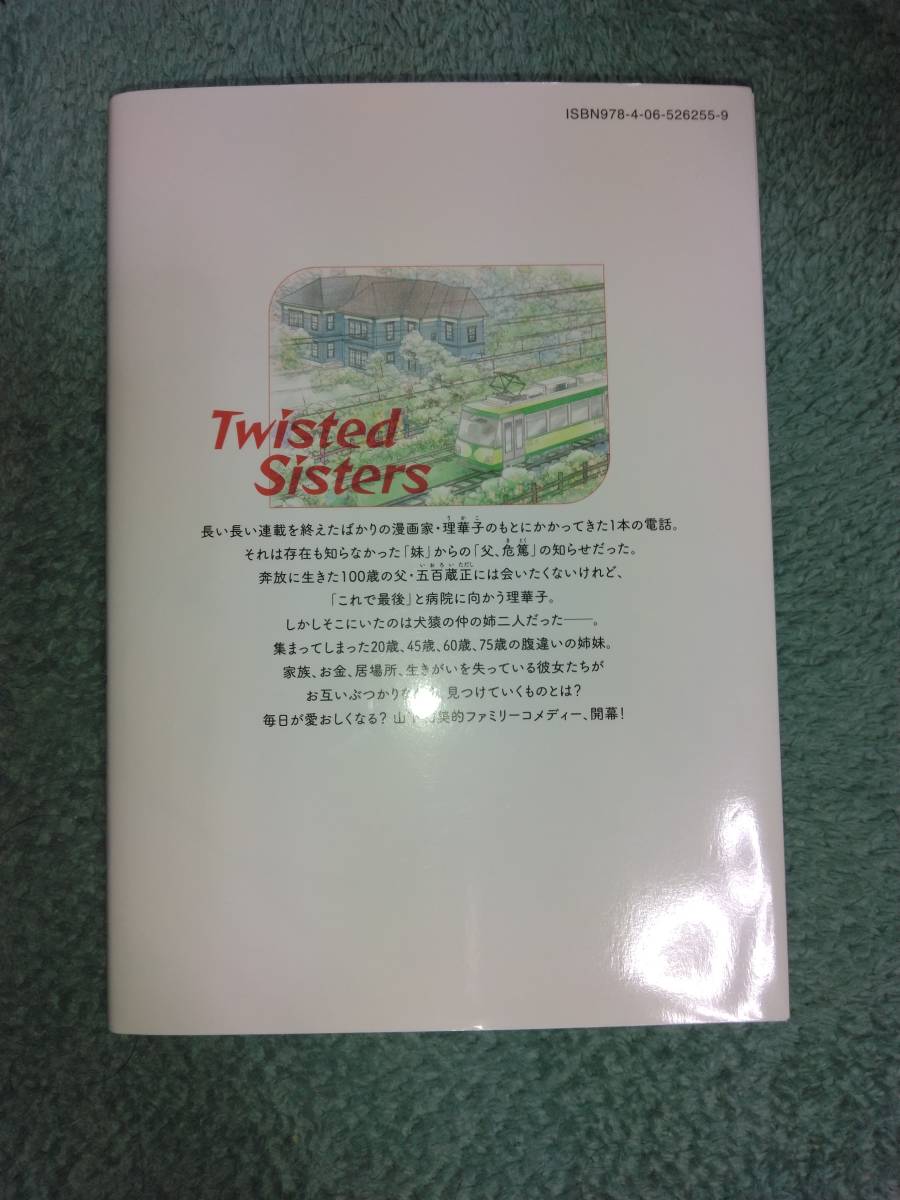 ISBN978-4-06-526255-9
Twisted
Sisters
長い長い連載を終えたばかりの漫画家・理華子のもとにかかってきた1本の電話。
それは存在も知らなかった「妹」からの「父、危篤」の知らせだった。
奔放に生きた100歳の父・五百蔵正には会いたくないけれど、
「これで最後」と病院に向かう理華子。
しかしそこにいたのは犬猿の仲の姉二人だった——。
集まってしまった20歳、45歳、60歳、75歳の腹違いの姉妹。
家族、お金、居場所、生きがいを失っている彼女たちが
お互いぶつかりな 見つけていくものとは?
毎日が愛おしくなる? 山 的ファミリーコメディー、開幕!